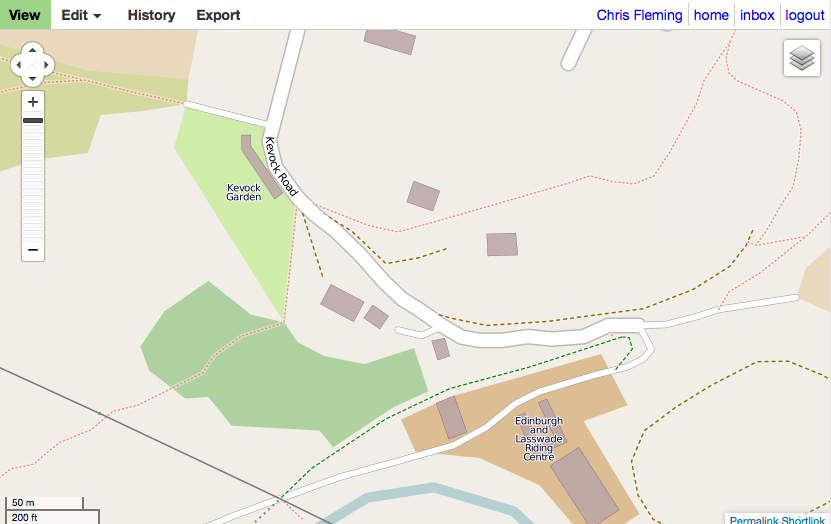 View Edit History Export Chris Fleming home inbox logout
+
Kevock Road
Kevock
Garden
−
Edinburgh
and
Lasswade
Riding
Centre
50 m
200 ft
Permalink Shortlink